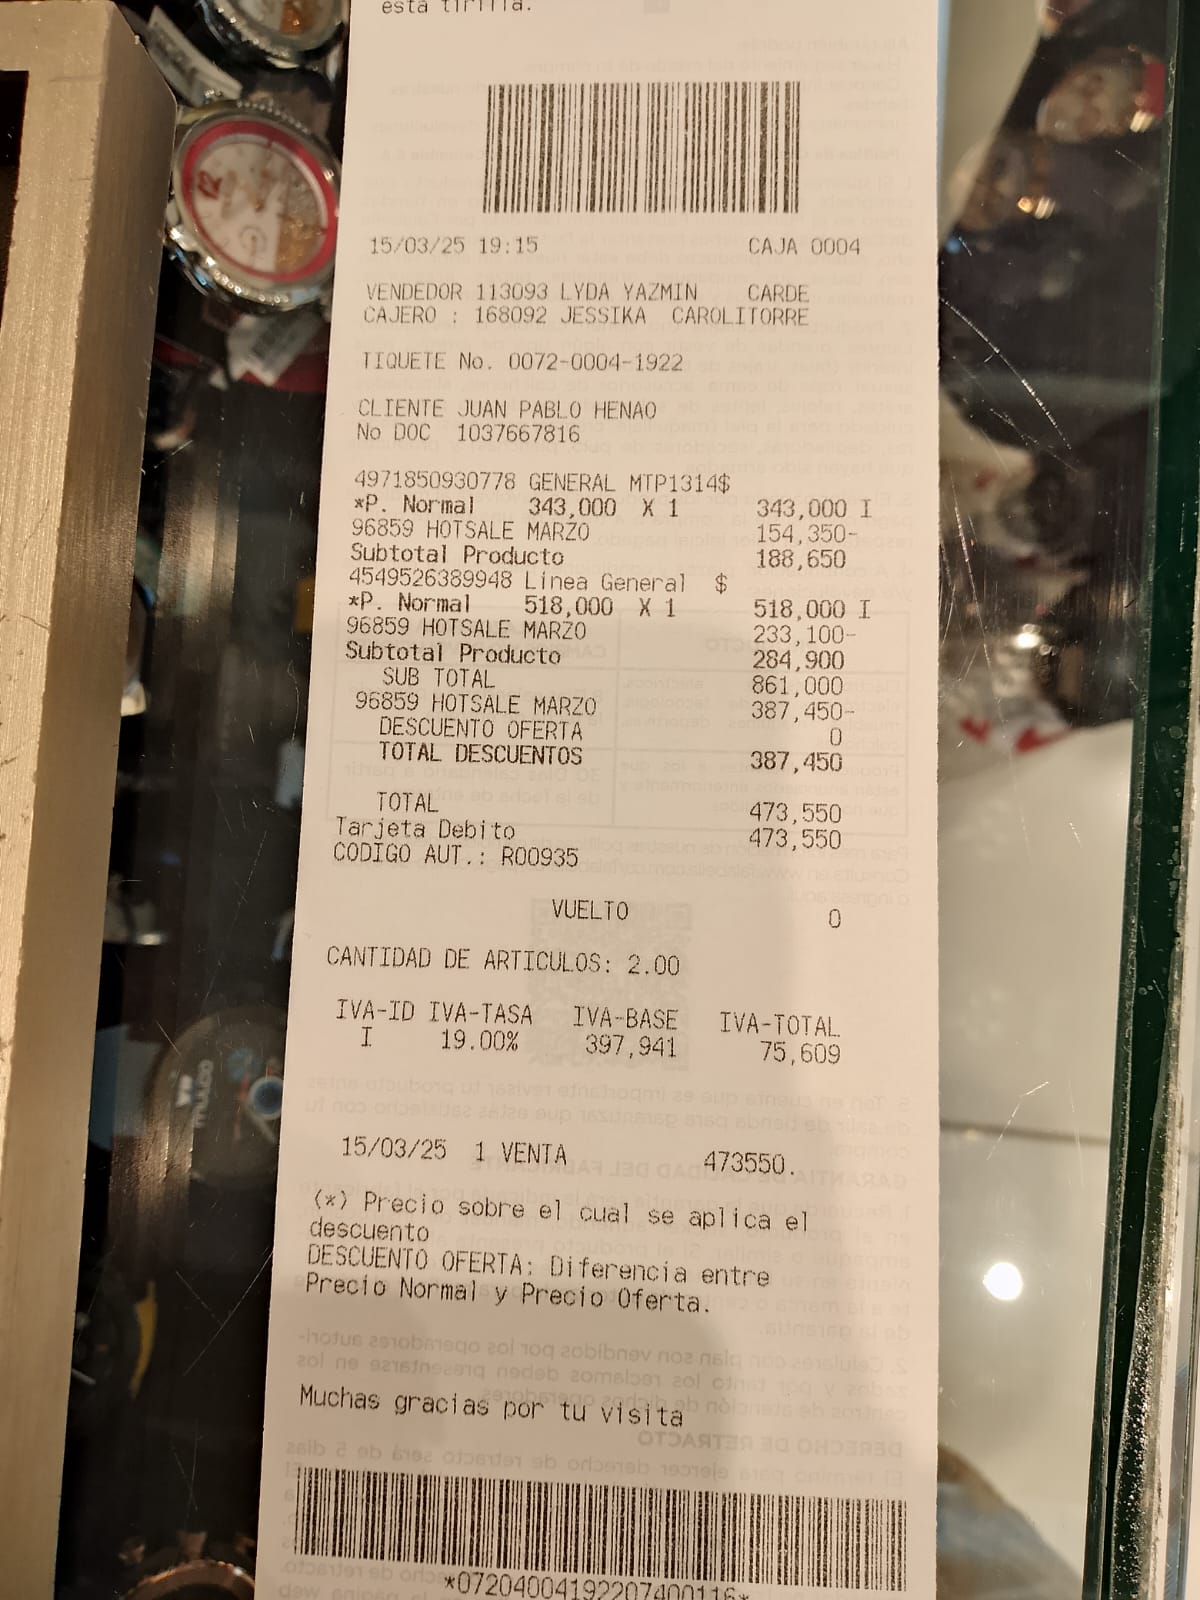 esta tirilla.
15/03/25 19:15 CAJA 0004
VENDEDOR 113093 LYDA YAZMIN CARDE
CAJERO : 168092 JESSIKA CAROLITORRE
TIQUETE No. 0072-0004-1922
CLIENTE JUAN PABLO HENAO
No DOC 1037667816
4971850930778 GENERAL MTP1314$
*P. Normal 343,000 X 1 343,000 I
96859 HOTSALE MARZO 154,350-
Subtotal Producto 188,650
4549526389948 Linea General $
*P. Normal 518,000 X 1 518,000 I
96859 HOTSALE MARZO 233,100-
Subtotal Producto 284,900
SUB TOTAL 861,000
96859 HOTSALE MARZO 387,450-
DESCUENTO OFERTA 0
TOTAL DESCUENTOS 387,450
TOTAL 473,550
Tarjeta Debito 473,550
CODIGO AUT.: R00935
VUELTO 0
CANTIDAD DE ARTICULOS: 2.00
IVA-ID IVA-TASA IVA-BASE IVA-TOTAL
I 19.00% 397,941 75,609
15/03/25 1 VENTA 473550.
(*) Precio sobre el cual se aplica el
descuento
DESCUENTO OFERTA: Diferencia entre
Precio Normal y Precio Oferta.
Muchas gracias por tu visita
*072040041922074001​16*
mulco
12